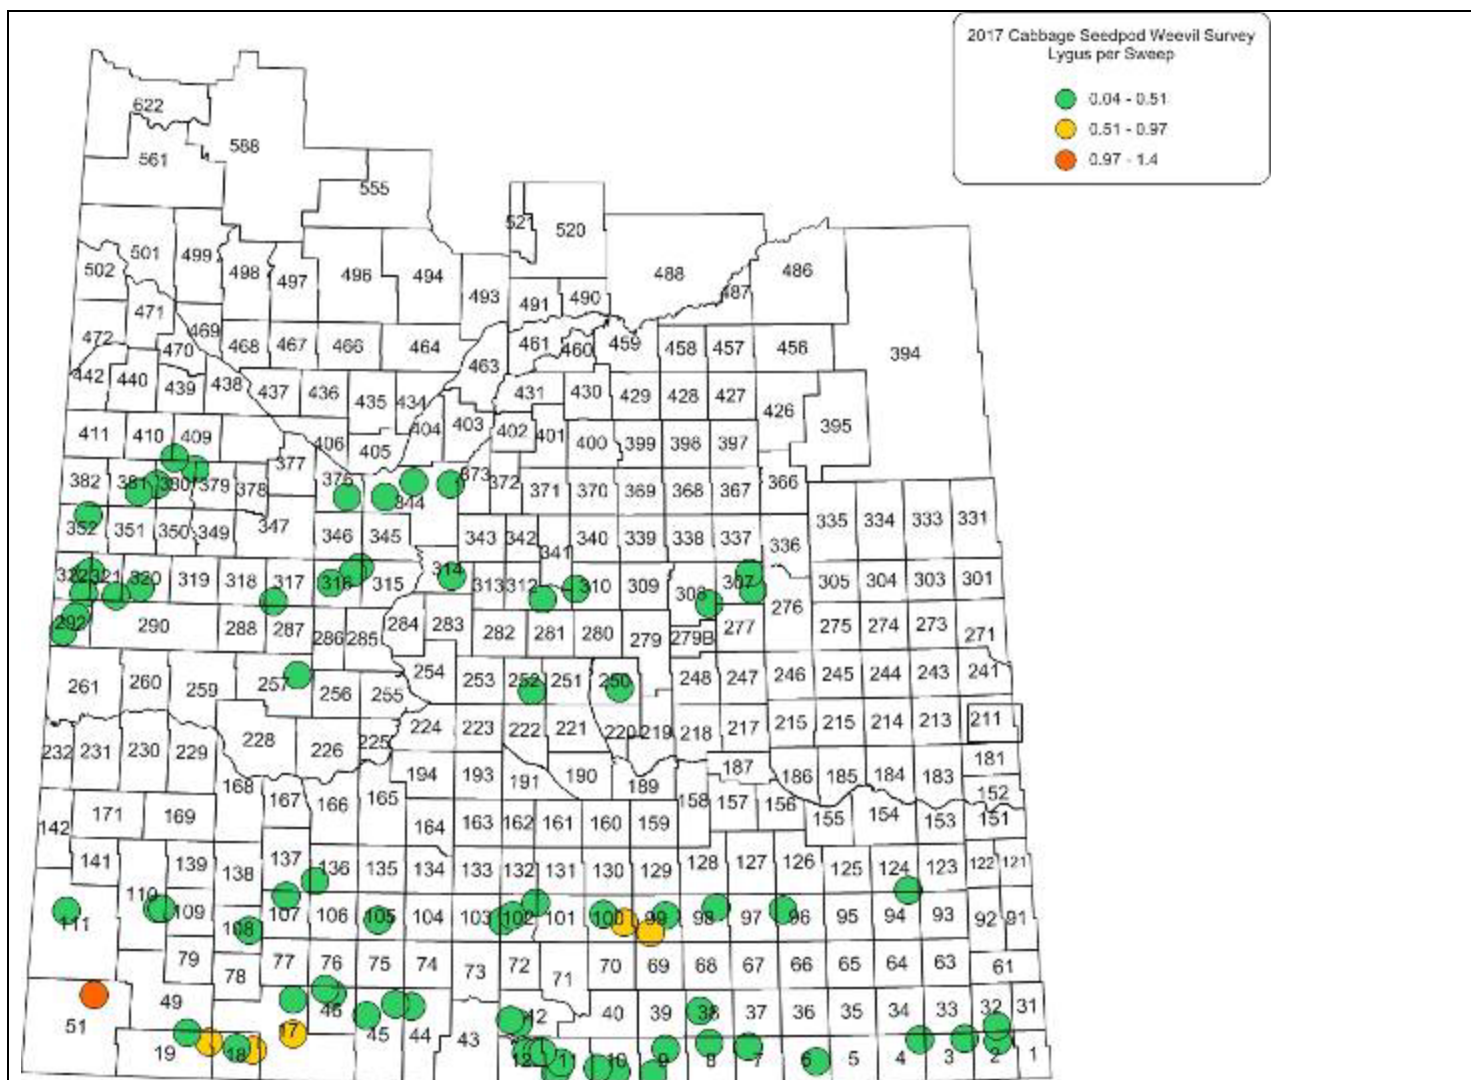 2017 Cabbage Seedpod Weevil Survey
Lygus per Sweep
0.04 - 0.51
0.51 - 0.97
0.97 - 1.4
622
588
561
555
521 520
501 499 502 498 497 496 494 488 486
493 491 490 487
471 472 469 470 468 467 466 464 461 460 459 458 457 456 394
463
442 440 439 438 437 436 435 434 431 430 429 428 427 426 395
411 410 409 406 405 404 403 402 401 400 399 398 397
377
382 381 380 379 378 376 373 372 371 370 369 368 367 366
344
352 351 350 349 347 346 345 343 342 341 340 339 338 337 336 335 334 333 331
322 321 320 319 318 317 316 315 314 313 312 310 309 308 307 305 304 303 301
276
292 290 288 287 286 285 284 283 282 281 280 279 279B 277 275 274 273 271
261 260 259 257 256 255 254 253 252 251 250 248 247 246 245 244 243 241
232 231 230 229 228 226 225 224 223 222 221 220 219 218 217 215 215 214 213 211
194 193 191 190 189 187 186 185 184 183 181
168 167 166 165 158 157 156 155 154 153 152 151
142 171 169 164 163 162 161 160 159
141 139 138 137 136 135 134 133 132 131 130 129 128 127 126 125 124 123 122 121
111 110 109 108 107 106 105 104 103 102 101 100 99 98 97 96 95 94 93 92 91
79 78 77 76 75 74 73 72 71 70 69 68 67 66 65 64 63 61
51 49 46 45 44 43 42 40 39 38 37 36 35 34 33 32 31
19 18 17 12 11 10 9 8 7 6 5 4 3 2 1